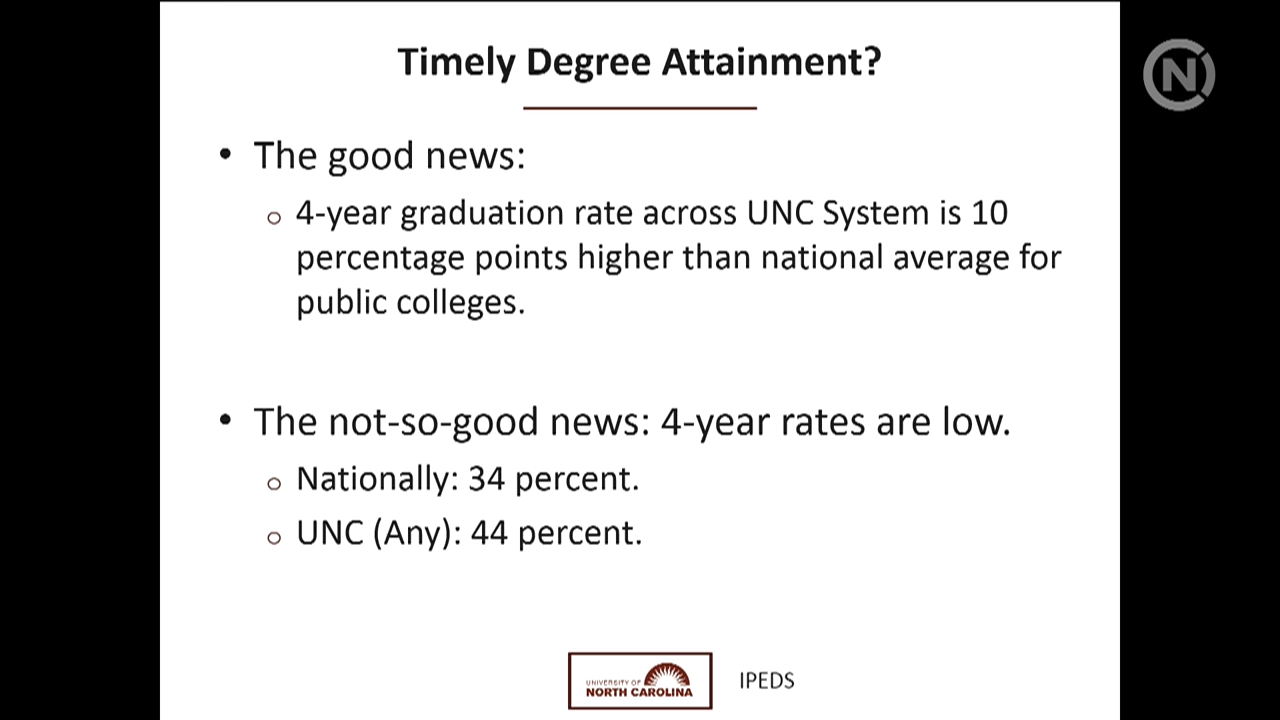 Timely Degree Attainment?
• The good news:
o 4-year graduation rate across UNC System is 10
percentage points higher than national average for
public colleges.
• The not-so-good news: 4-year rates are low.
o Nationally: 34 percent.
o UNC (Any): 44 percent.
UNIVERSITY OF
NORTH CAROLINA
IPEDS
N